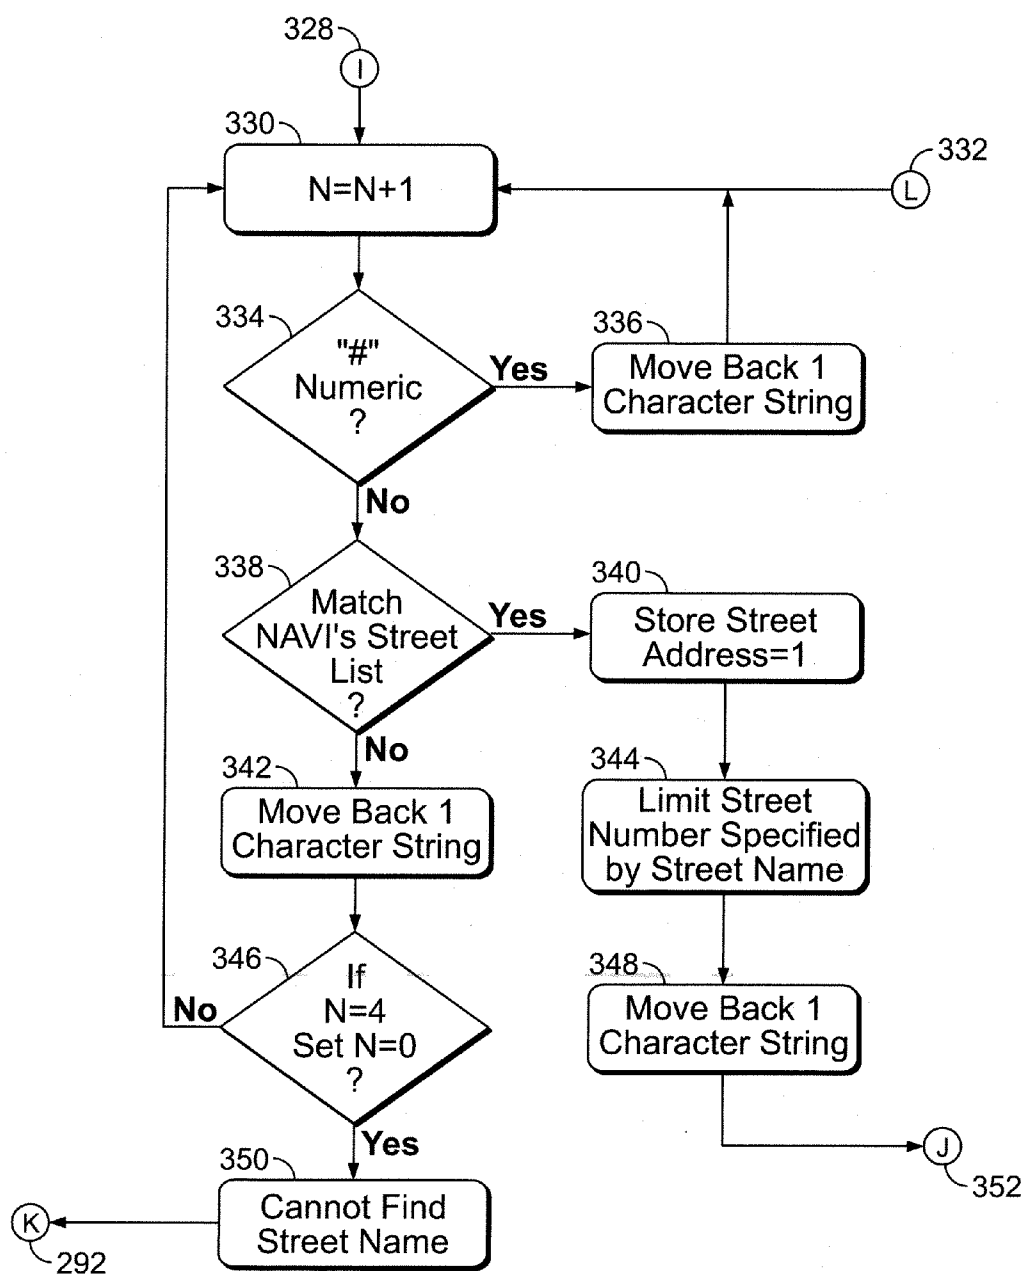 328
I
330
N=N+1
332
L
334
"#"
Numeric
?
Yes
336
Move Back 1
Character String
No
338
Match
NAVI's Street
List
?
Yes
340
Store Street
Address=1
No
342
Move Back 1
Character String
344
Limit Street
Number Specified
by Street Name
346
If
N=4
Set N=0
?
No
348
Move Back 1
Character String
Yes
350
Cannot Find
Street Name
J
352
K
292